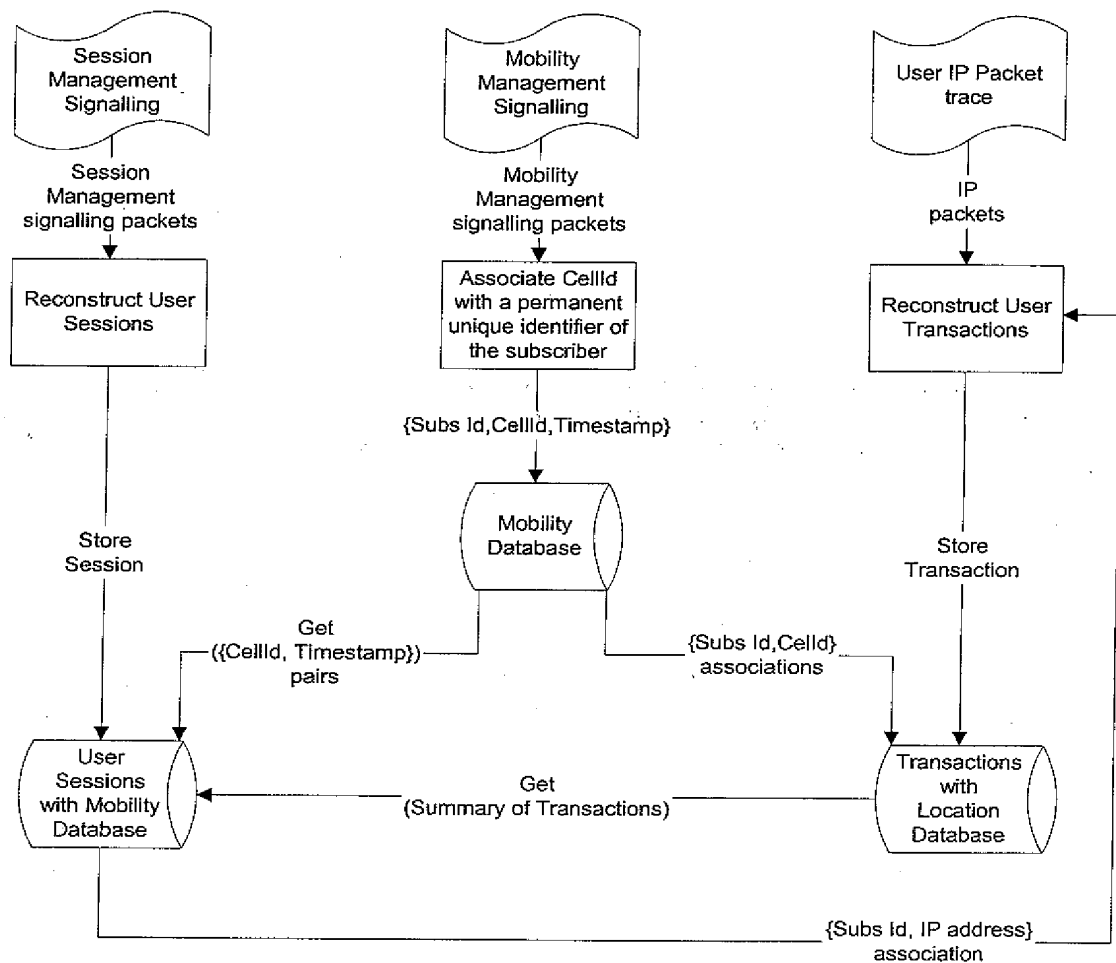 Session
Management
Signalling
Mobility
Management
Signalling
User IP Packet
trace
Session
Management
signalling packets
Mobility
Management
signalling packets
IP
packets
Reconstruct User
Sessions
Associate CellId
with a permanent
unique identifier of
the subscriber
Reconstruct User
Transactions
{Subs Id,CellId,Timestamp}
Mobility
Database
Store
Session
Store
Transaction
Get
({CellId, Timestamp})
pairs
{Subs Id,CellId}
associations
User
Sessions
with Mobility
Database
Get
(Summary of Transactions)
Transactions
with
Location
Database
{Subs Id, IP address}
association